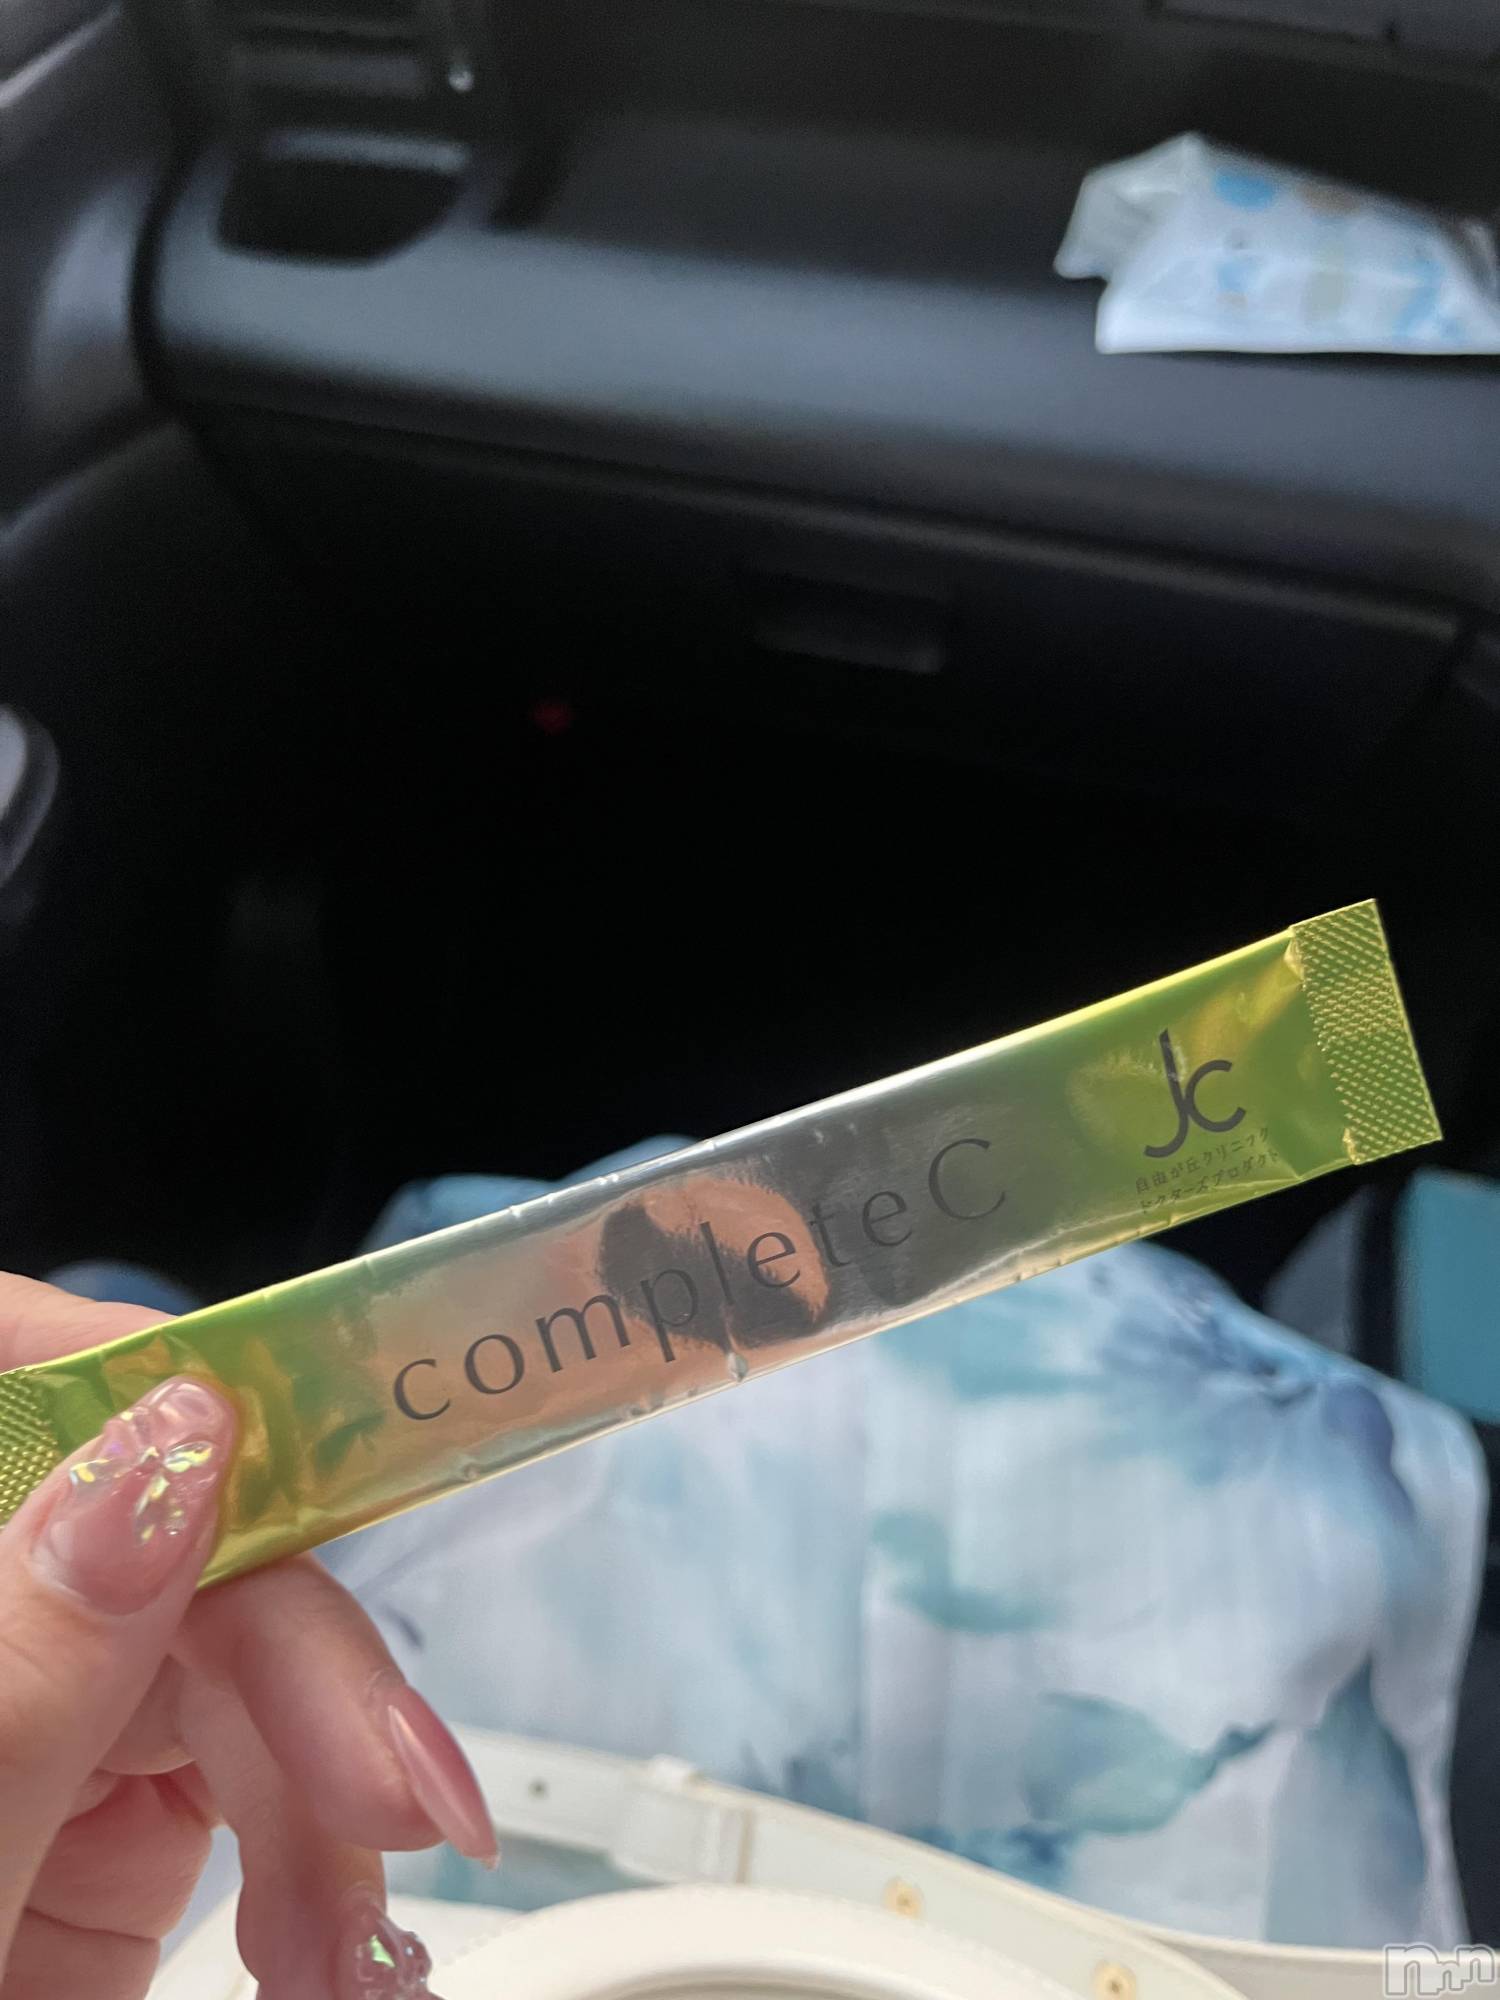 completeC
Jc
自由が丘クリニック
ドクターズプロダクト
nnn